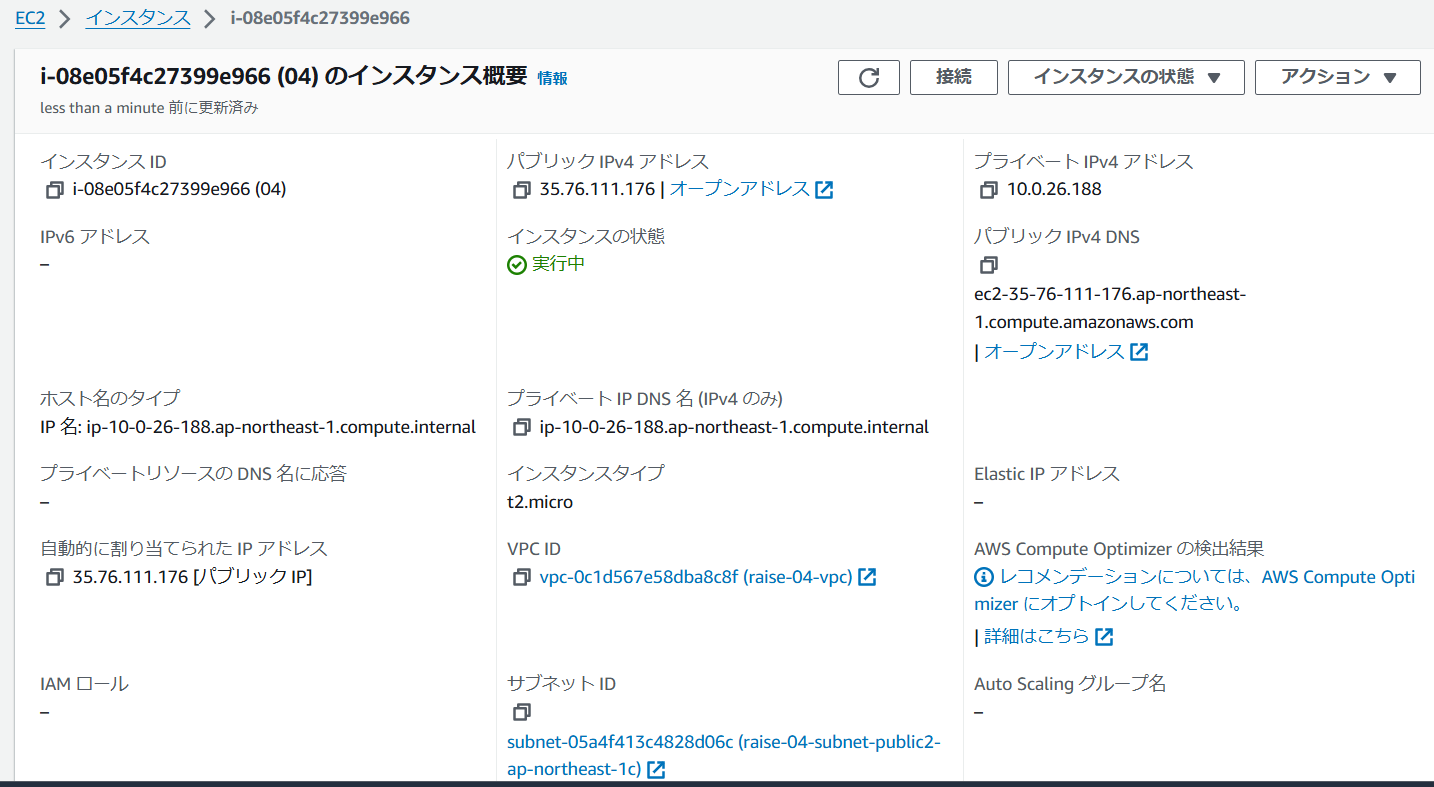 EC2 > インスタンス > i-08e05f4c27399e966
i-08e05f4c27399e966 (04) のインスタンス概要 情報
less than a minute 前に更新済み
接続
インスタンスの状態 ▼
アクション ▼
インスタンス ID
i-08e05f4c27399e966 (04)
パブリック IPv4 アドレス
35.76.111.176 | オープンアドレス
プライベート IPv4 アドレス
10.0.26.188
IPv6 アドレス
–
インスタンスの状態
実行中
パブリック IPv4 DNS
ec2-35-76-111-176.ap-northeast-
1.compute.amazonaws.com
| オープンアドレス
ホスト名のタイプ
IP 名: ip-10-0-26-188.ap-northeast-1.compute.internal
プライベート IP DNS 名 (IPv4 のみ)
ip-10-0-26-188.ap-northeast-1.compute.internal
プライベートリソースの DNS 名に応答
–
インスタンスタイプ
t2.micro
Elastic IP アドレス
–
自動的に割り当てられた IP アドレス
35.76.111.176 [パブリック IP]
VPC ID
vpc-0c1d567e58dba8c8f (raise-04-vpc)
AWS Compute Optimizer の検出結果
レコメンデーションについては、AWS Compute Opti
mizer にオプトインしてください。
| 詳細はこちら
IAM ロール
–
サブネット ID
subnet-05a4f413c4828d06c (raise-04-subnet-public2-
ap-northeast-1c)
Auto Scaling グループ名
–